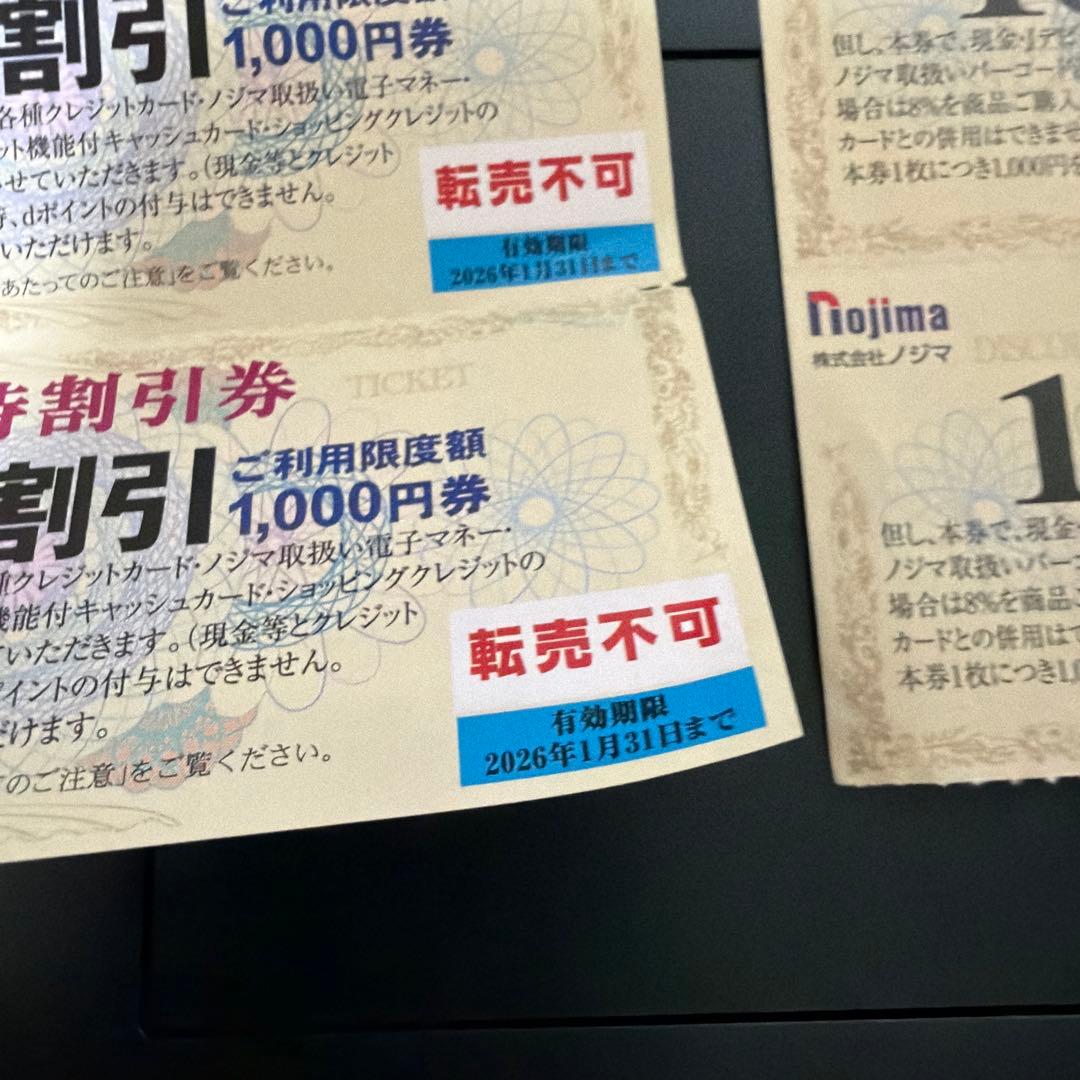 割引
ご利用限度額
1,000円券
各種クレジットカード・ノジマ取扱い電子マネー・
ット機能付キャッシュカード・ショッピングクレジットの
せていただきます。(現金等とクレジット
、dポイントの付与はできません。
いただけます。
あたってのご注意」をご覧ください。
転売不可
有効期限
2026年1月31日まで
待割引券
TICKET
割引
ご利用限度額
1,000円券
種クレジットカード・ノジマ取扱い電子マネー・
機能付キャッシュカード・ショッピングクレジットの
ていただきます。(現金等とクレジット
ポイントの付与はできません。
だけます。
てのご注意」をご覧ください。
転売不可
有効期限
2026年1月31日まで
但し、本券で、現金・Jデビ
ノジマ取扱いバーコード
場合は8%を商品ご購入
カードとの併用はできませ
本券1枚につき1,000円を
nojima
株式会社ノジマ
1
但し、本券で、現金・
ノジマ取扱いバーコ
場合は8%を商品ご
カードとの併用はで
本券1枚につき1,0